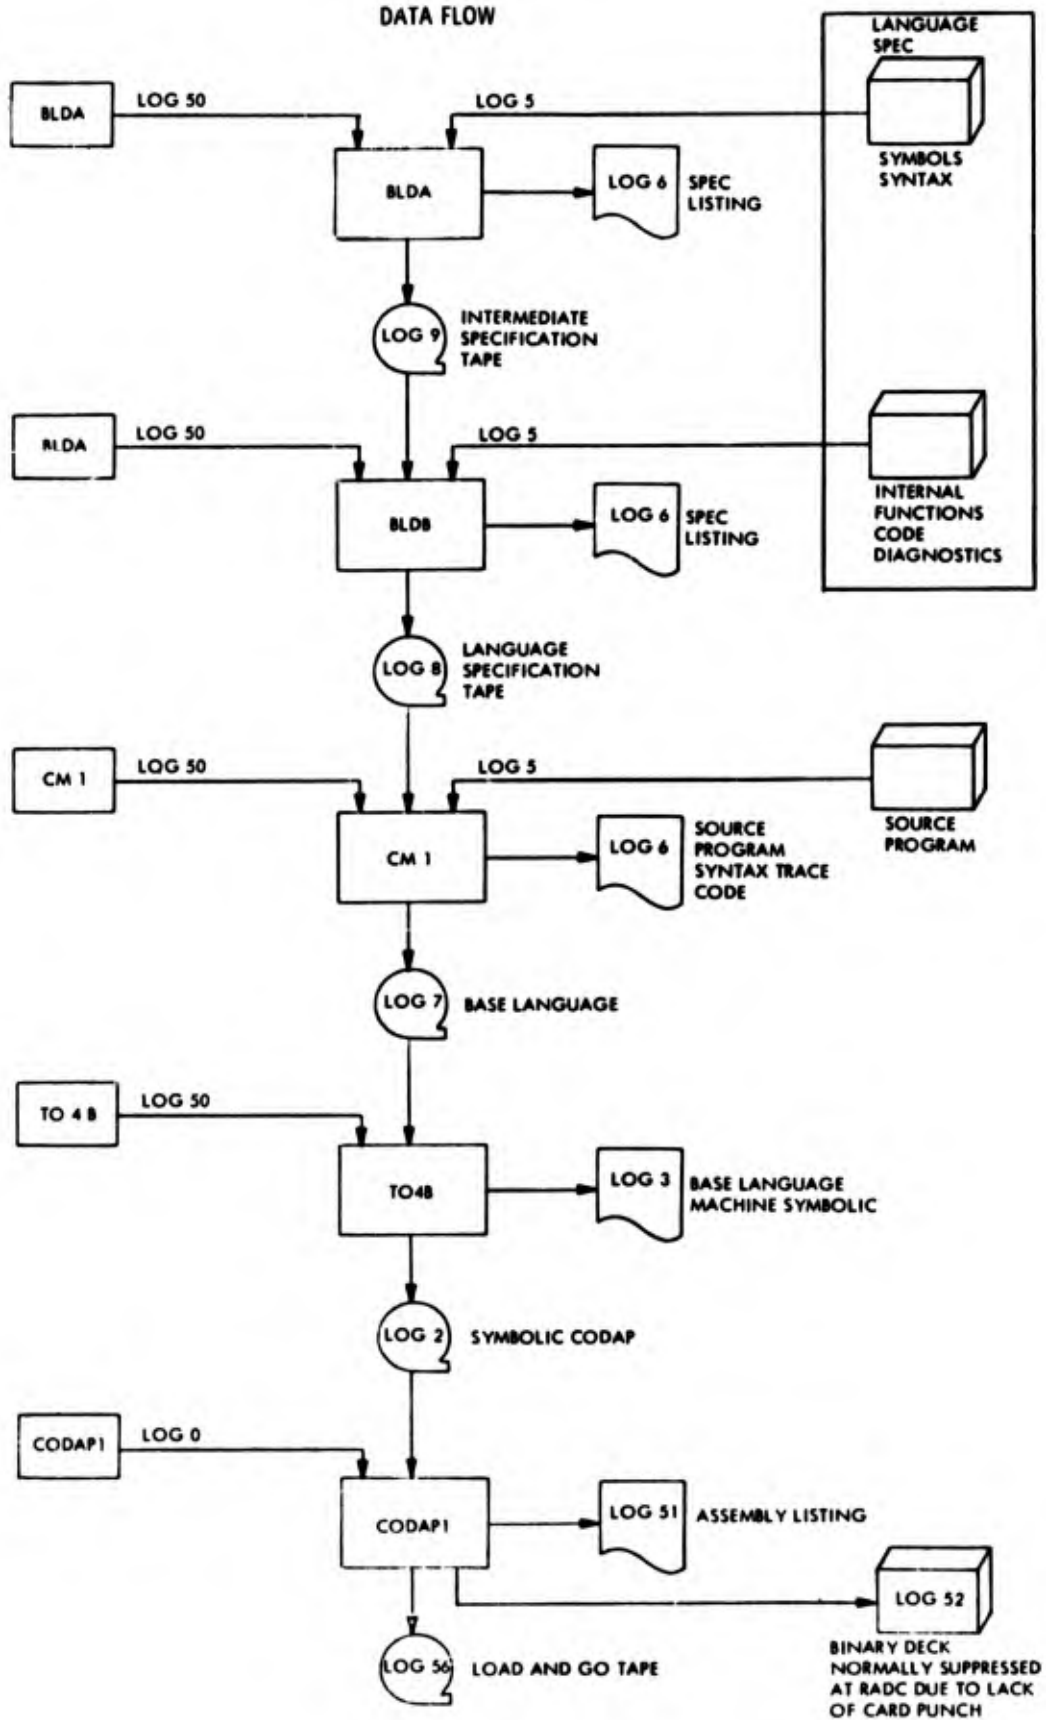 DATA FLOW
LANGUAGE
SPEC
BLDA
LOG 50
LOG 5
SYMBOLS
SYNTAX
BLDA
LOG 6
SPEC
LISTING
LOG 9
INTERMEDIATE
SPECIFICATION
TAPE
BLDA
LOG 50
LOG 5
INTERNAL
FUNCTIONS
CODE
DIAGNOSTICS
BLDB
LOG 6
SPEC
LISTING
LOG 8
LANGUAGE
SPECIFICATION
TAPE
CM 1
LOG 50
LOG 5
SOURCE
PROGRAM
CM 1
LOG 6
SOURCE
PROGRAM
SYNTAX TRACE
CODE
LOG 7
BASE LANGUAGE
TO 4 B
LOG 50
TO4B
LOG 3
BASE LANGUAGE
MACHINE SYMBOLIC
LOG 2
SYMBOLIC CODAP
CODAP1
LOG 0
CODAP1
LOG 51
ASSEMBLY LISTING
LOG 52
BINARY DECK
NORMALLY SUPPRESSED
AT RADC DUE TO LACK
OF CARD PUNCH
LOG 56
LOAD AND GO TAPE